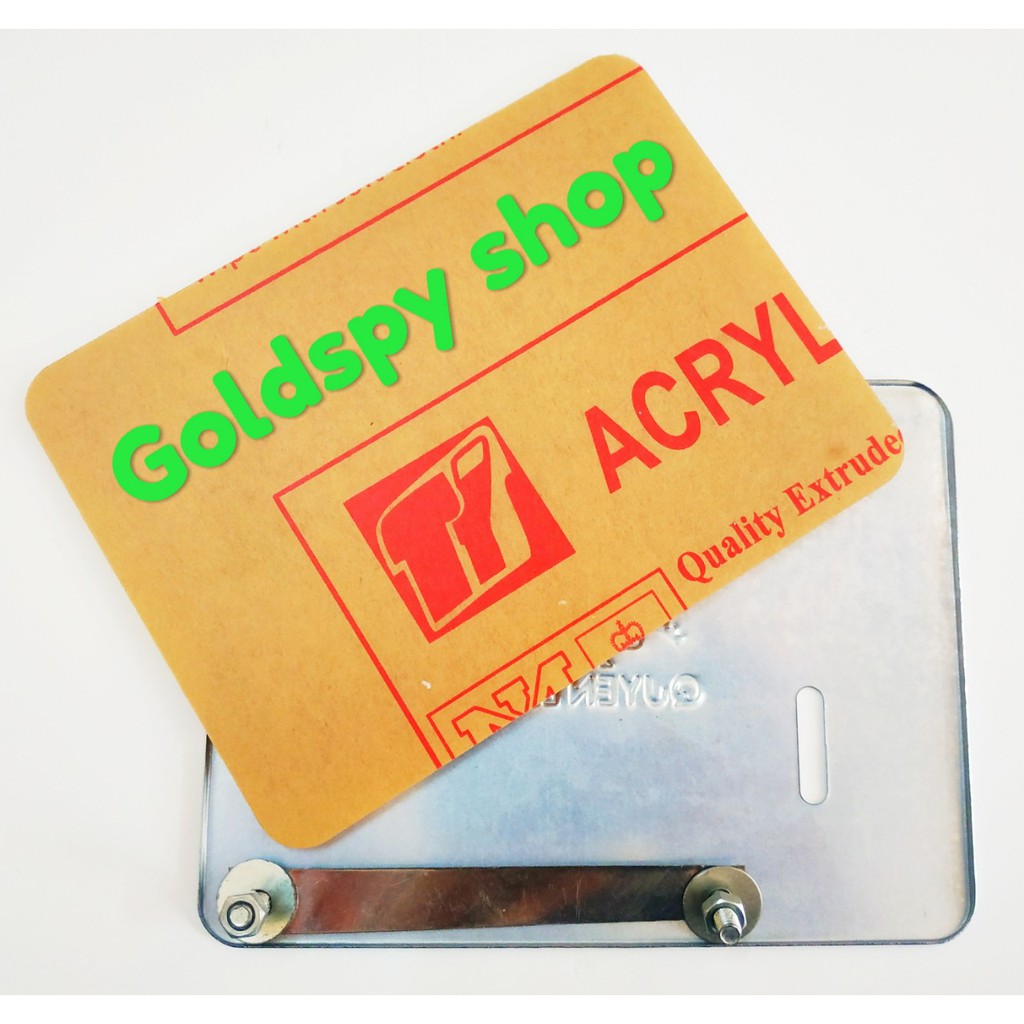 Goldspy shop
ACRYL
Quality Extrude